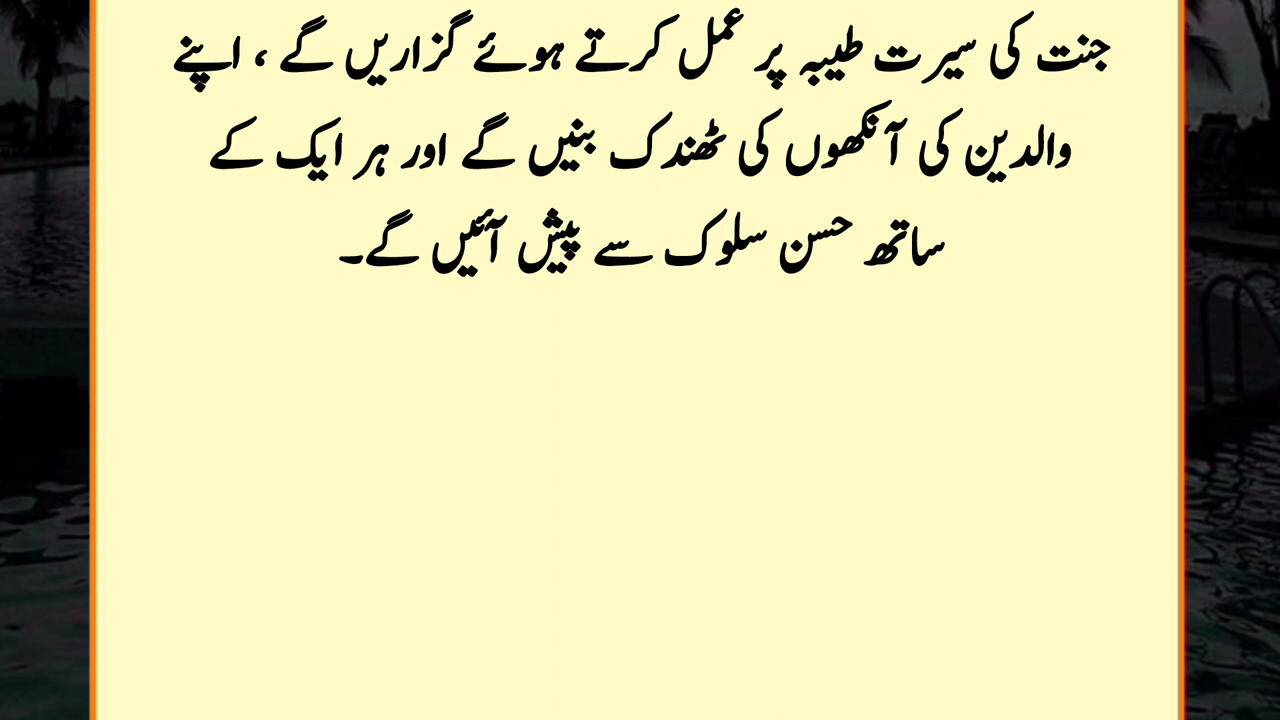 جنت کی سیرت طیبہ پر عمل کرتے ہوئے گزاریں گے ، اپنے
والدین کی آنکھوں کی ٹھندک بنیں گے اور ہر ایک کے
ساتھ حسن سلوک سے پیش آئیں گے۔